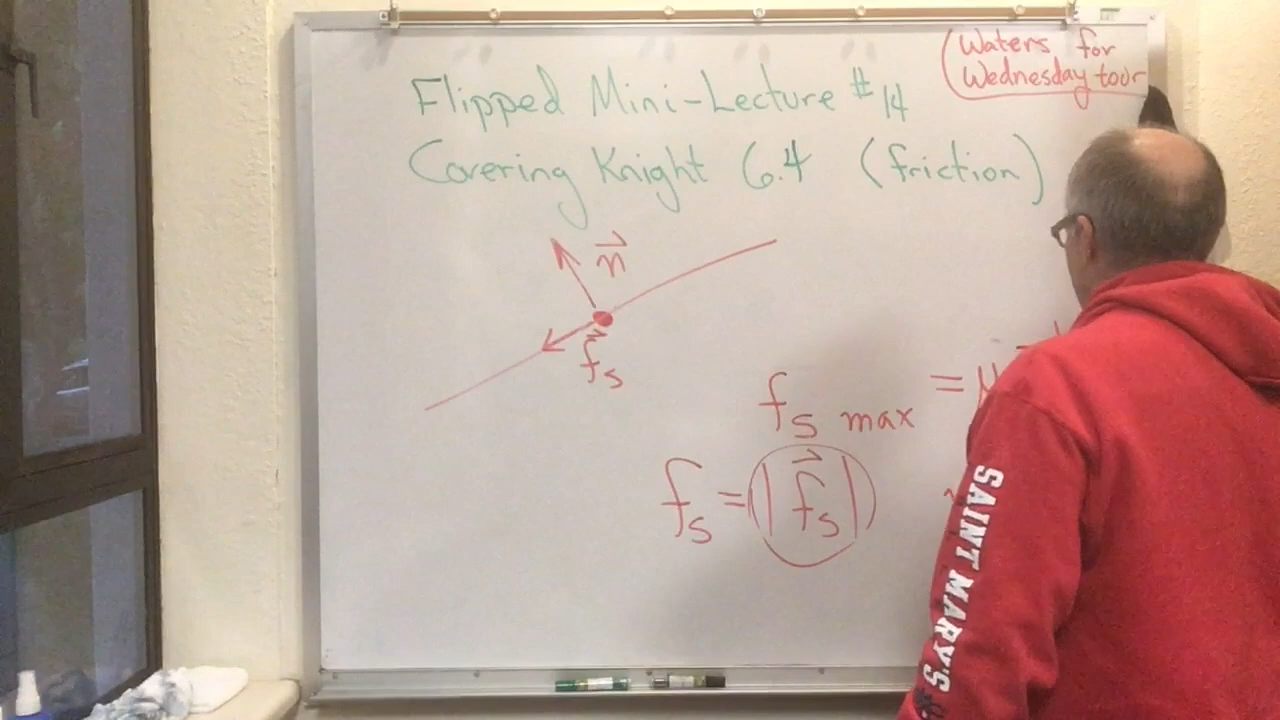 (Waters for
Wednesday tour
Flipped Mini-Lecture #14
Covering Knight 6.4 (friction)
n⃗
f⃗s
fs max = μ
fs = |f⃗s|
SAINT MARY'S